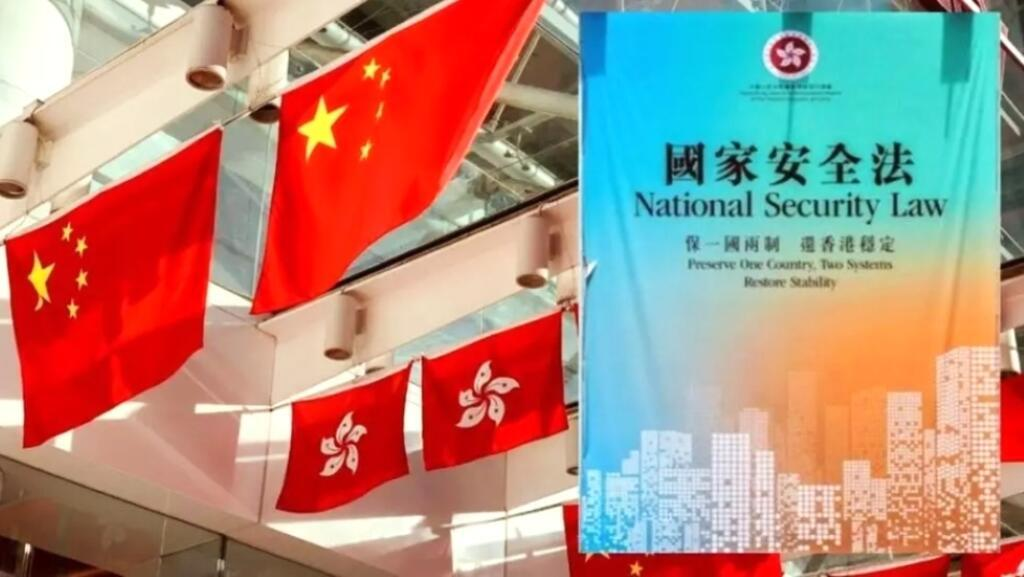 國家安全法
National Security Law
保一國兩制 還香港穩定
Preserve One Country, Two Systems
Restore Stability